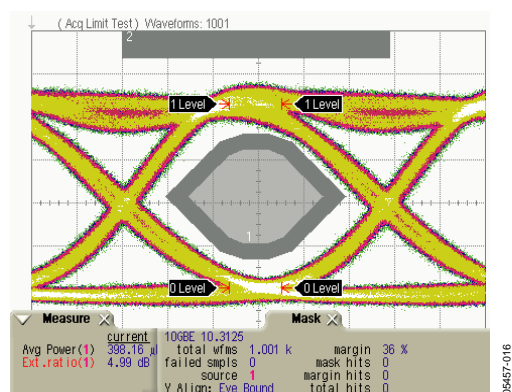 ( Acq Limit Test ) Waveforms: 1001
2
1 Level
1 Level
1
0 Level
0 Level
Measure
current
Avg Power(1) 398.16
Ext.ratio(1) 4.99 dB
Mask
10GBE 10.3125
total wfms 1.001 k margin 36 %
failed smpls 0 mask hits 0
source 1 margin hits 0
Y Align: Eye Bound total hits 0
05457-016